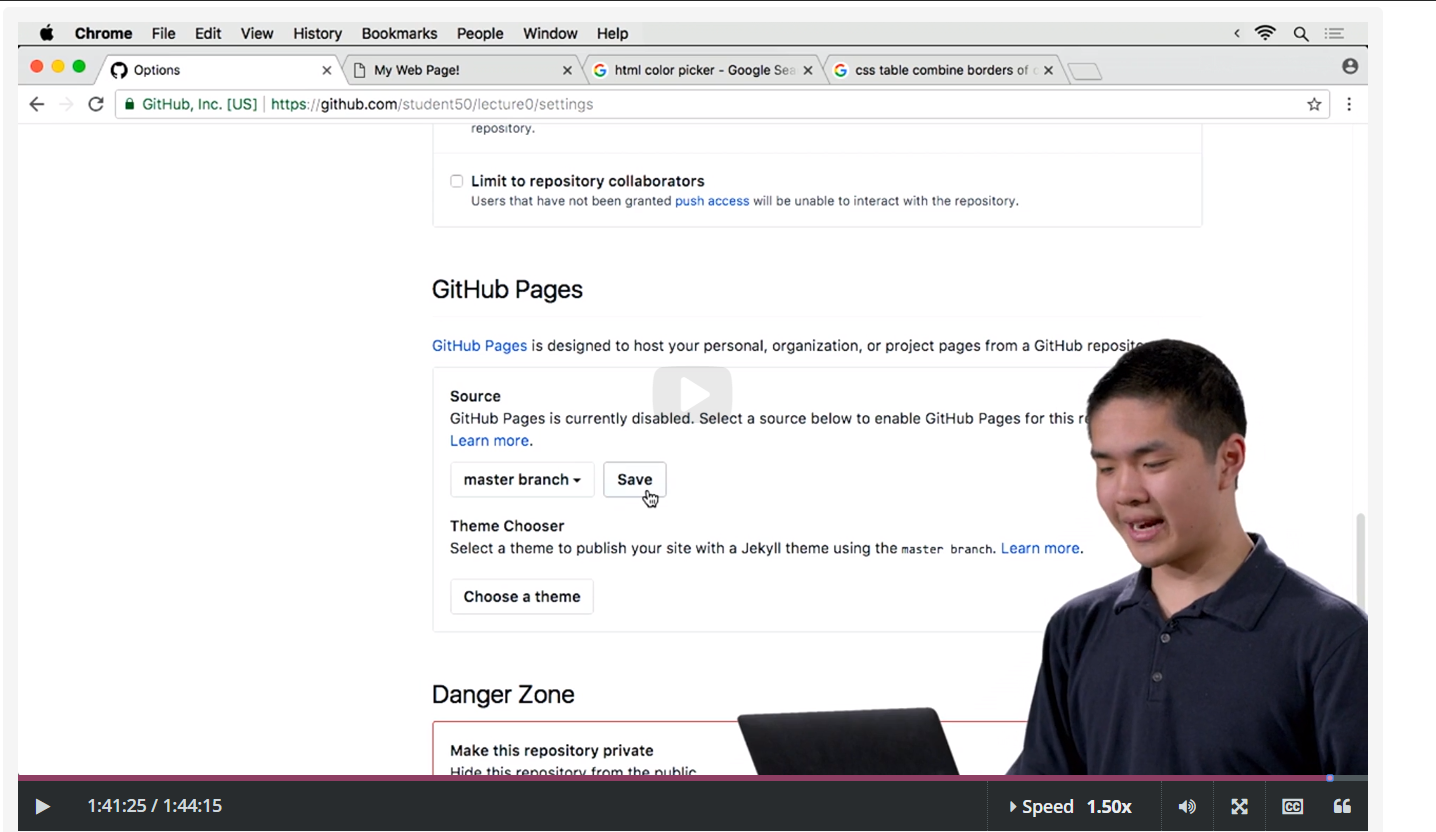 Chrome File Edit View History Bookmarks People Window Help
Options My Web Page! html color picker - Google Sea css table combine borders of
GitHub, Inc. [US] https://github.com/student50/lecture0/settings
repository.
Limit to repository collaborators
Users that have not been granted push access will be unable to interact with the repository.
GitHub Pages
GitHub Pages is designed to host your personal, organization, or project pages from a GitHub
Source
GitHub Pages is currently disabled. Select a source below to enable GitHub Pages for this
Learn more.
master branch Save
Theme Chooser
Select a theme to publish your site with a Jekyll theme using the master branch. Learn more.
Choose a theme
Danger Zone
Make this repository private
Hide this repository from the public.
1:41:25 / 1:44:15 Speed 1.50x CC